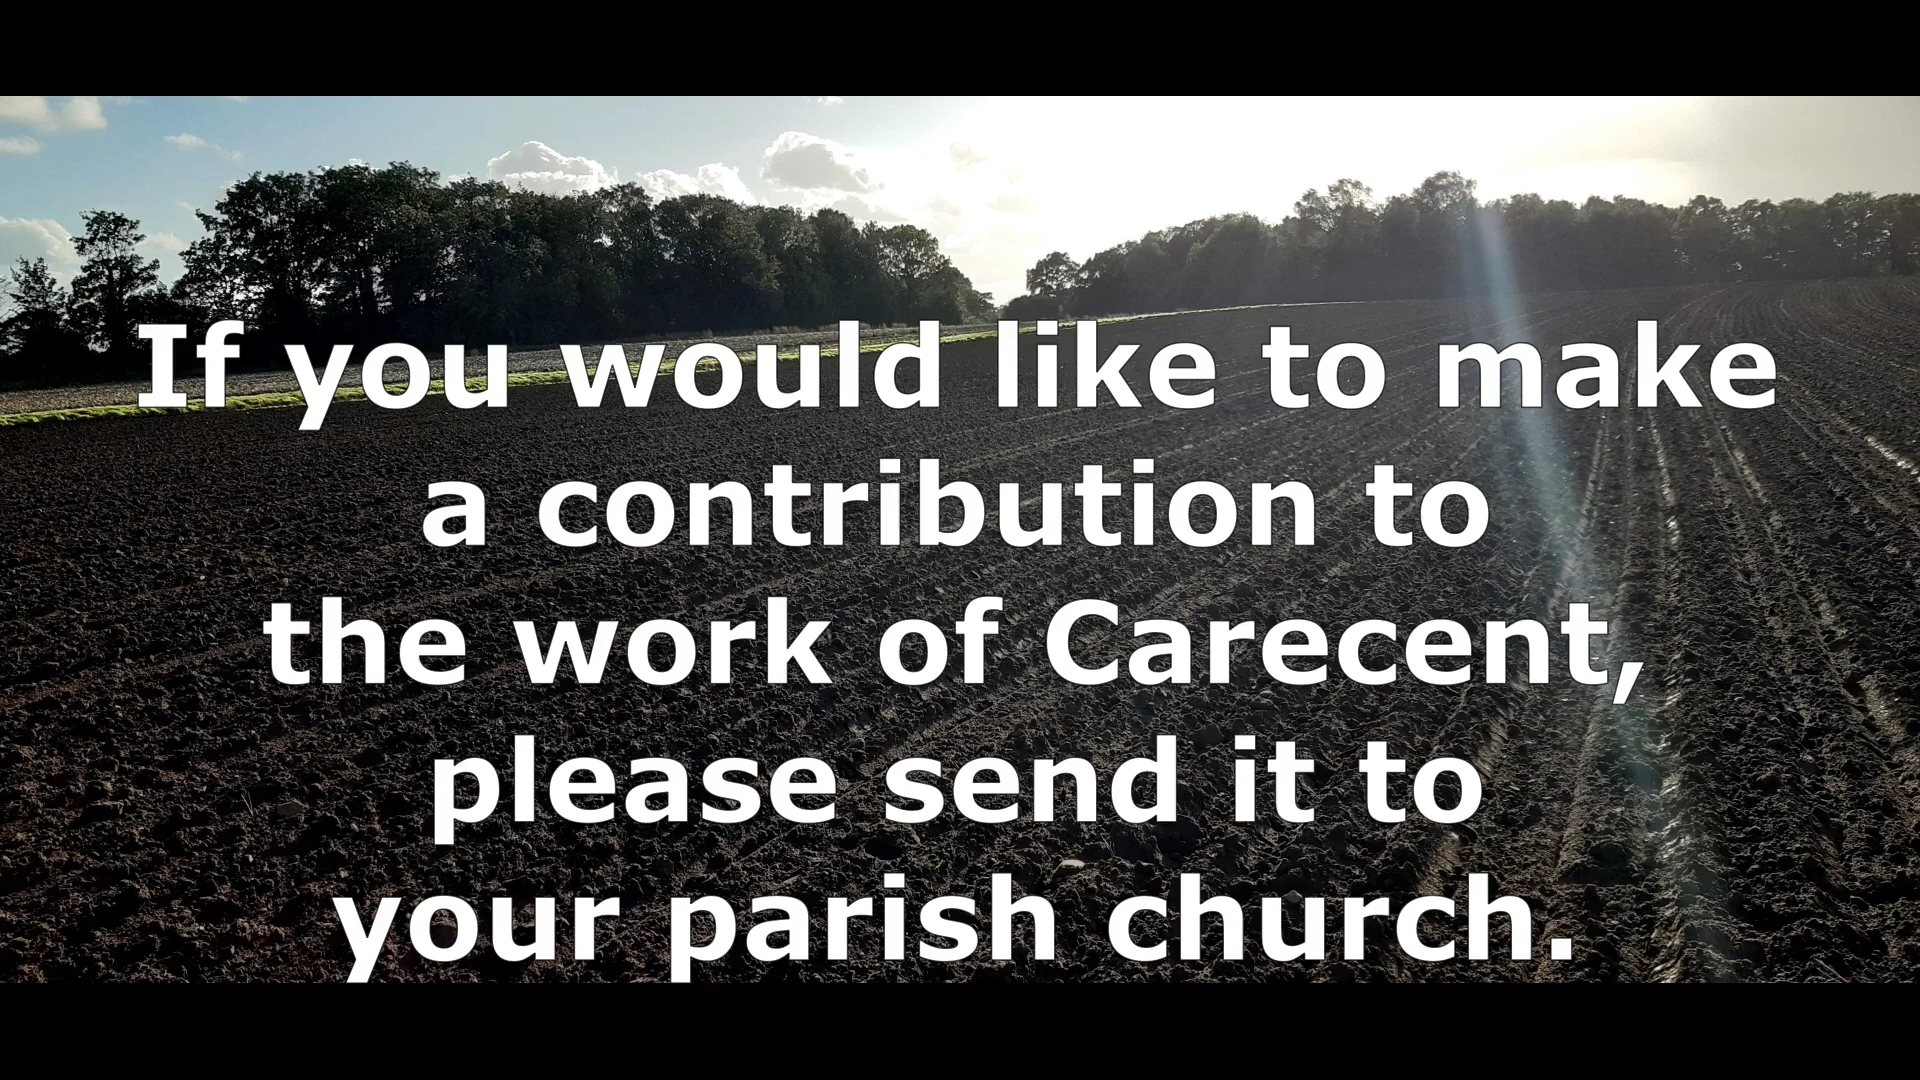 If you would like to make
a contribution to
the work of Carecent,
please send it to
your parish church.